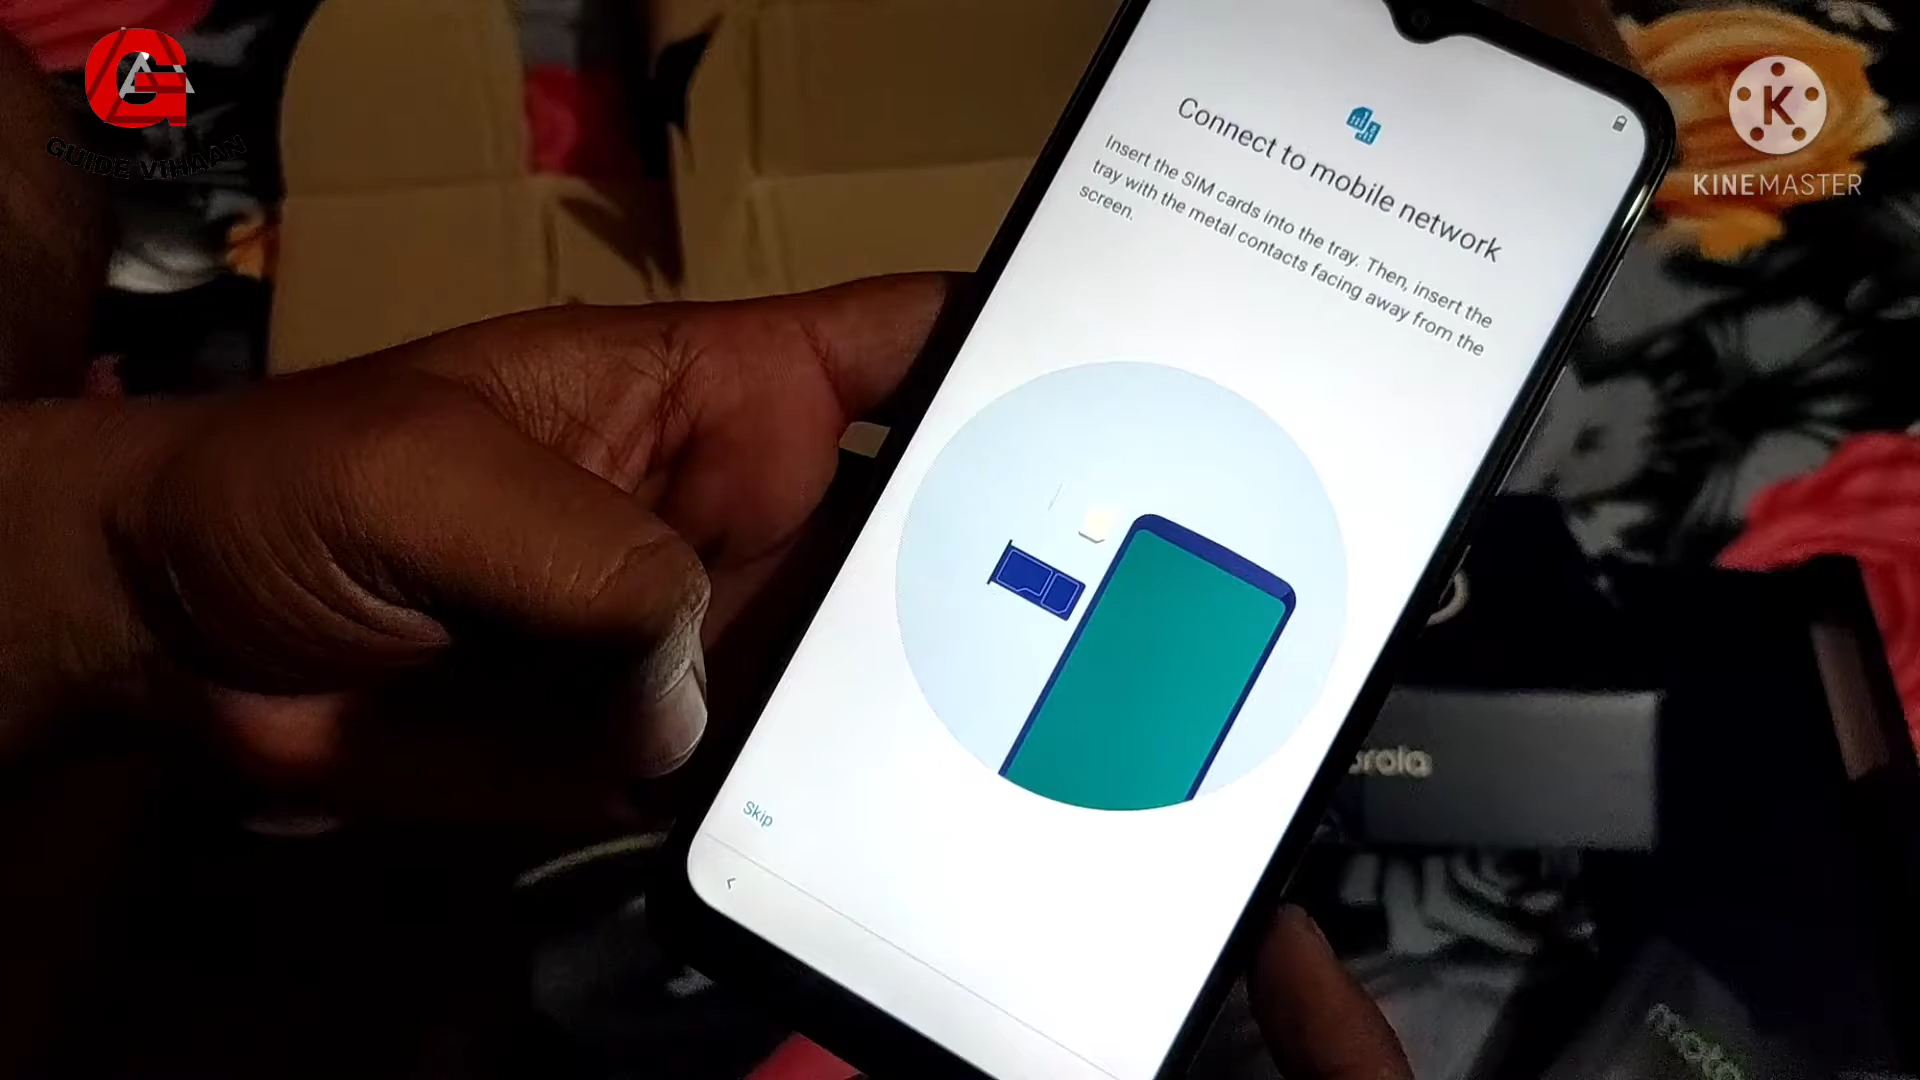 GUIDE VIHAAN
K
KINEMASTER
Connect to mobile network
Insert the SIM cards into the tray. Then, insert the
tray with the metal contacts facing away from the
screen.
Skip